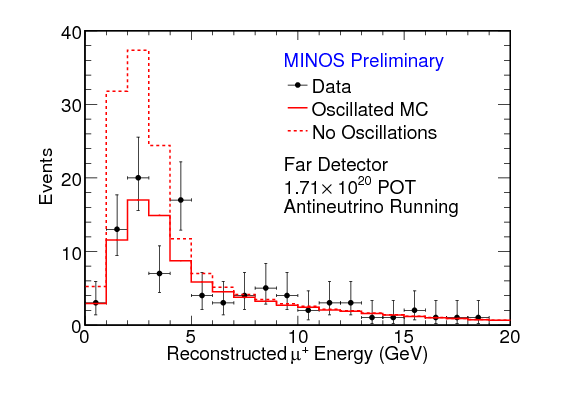 40
30
20
10
0
Events
MINOS Preliminary
Data
Oscillated MC
No Oscillations
Far Detector
1.71× 10²⁰ POT
Antineutrino Running
0 5 10 15 20
Reconstructed μ⁺ Energy (GeV)